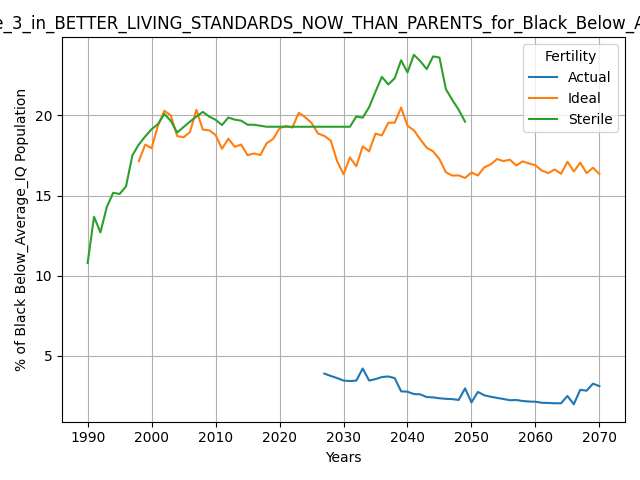 e_3_in_BETTER_LIVING_STANDARDS_NOW_THAN_PARENTS_for_Black_Below_A
Fertility
Actual
Ideal
Sterile
% of Black Below_Average_IQ Population
20
15
10
5
1990 2000 2010 2020 2030 2040 2050 2060 2070
Years